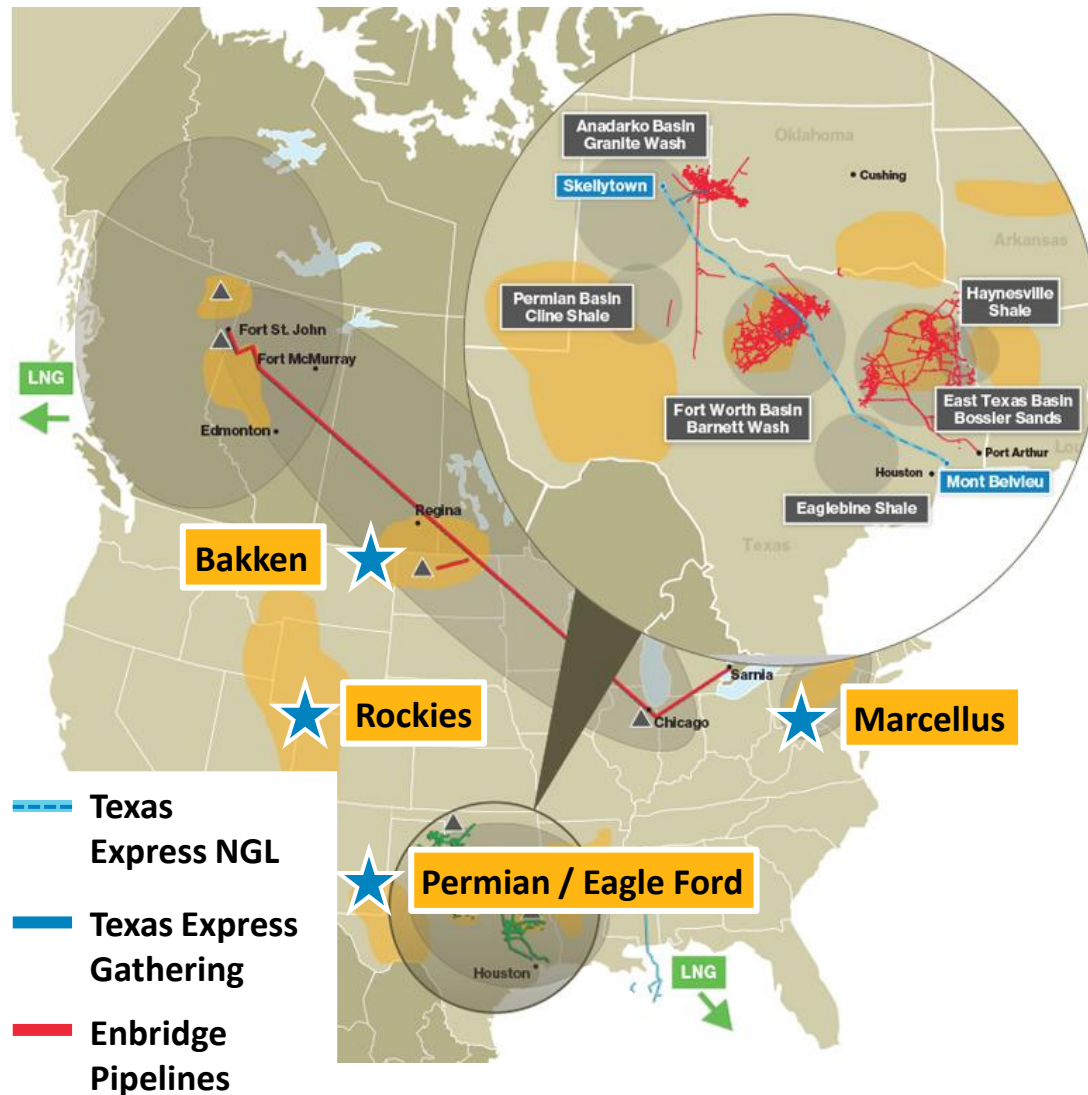 Anadarko Basin
Granite Wash
Oklahoma
Skellytown
Cushing
Arkansas
Permian Basin
Cline Shale
Haynesville
Shale
Fort Worth Basin
Barnett Wash
East Texas Basin
Bossler Sands
Port Arthur
Lou
Houston
Mont Belvieu
Eaglebine Shale
Texas
Fort St. John
Fort McMurray
LNG
Edmonton
Regina
Bakken
Sarnia
Rockies
Chicago
Marcellus
Texas
Express NGL
Permian / Eagle Ford
Texas Express
Gathering
Houston
LNG
Enbridge
Pipelines